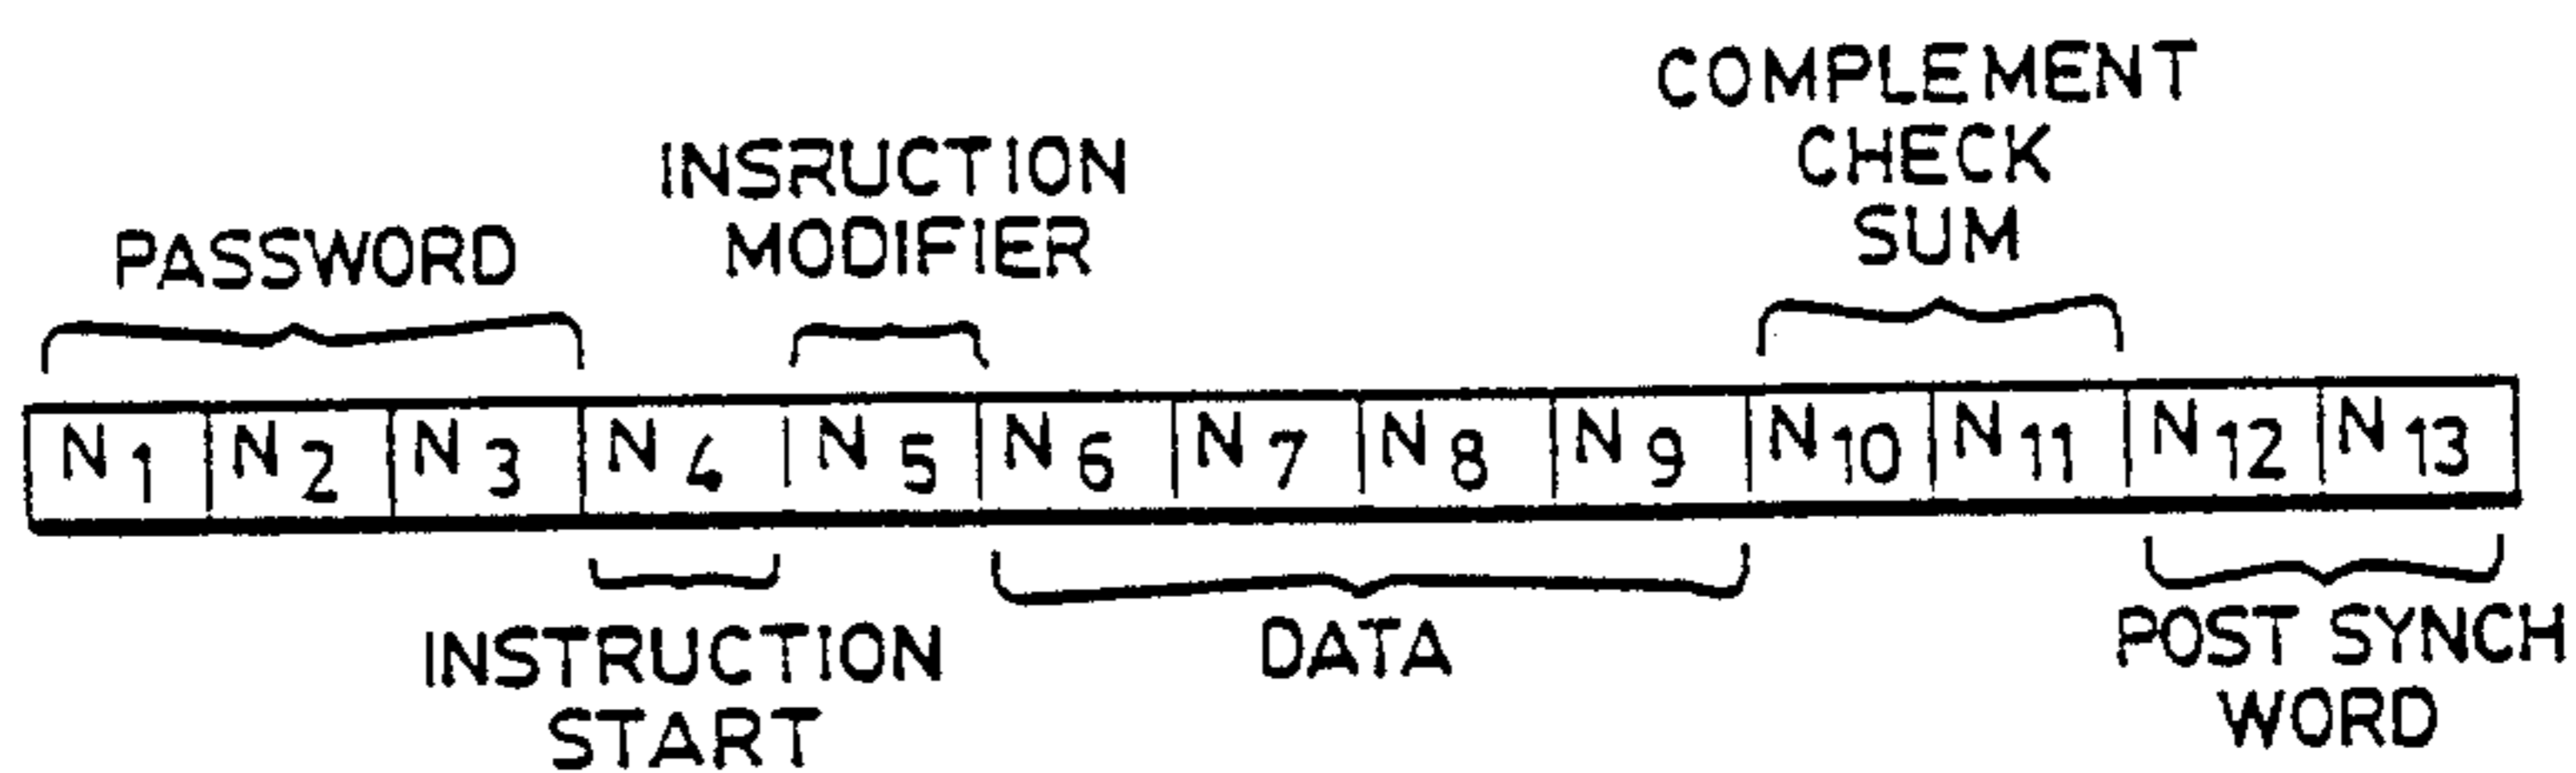 COMPLEMENT
CHECK
SUM
INSRUCTION
MODIFIER
PASSWORD
N1 N2 N3 N4 N5 N6 N7 N8 N9 N10 N11 N12 N13
INSTRUCTION
START
DATA
POST SYNCH
WORD